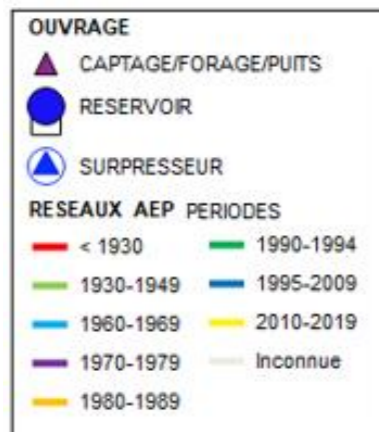 OUVRAGE
CAPTAGE/FORAGE/PUITS
RESERVOIR
SURPRESSEUR
RESEAUX AEP PERIODES
< 1930
1930-1949
1960-1969
1970-1979
1980-1989
1990-1994
1995-2009
2010-2019
Inconnue